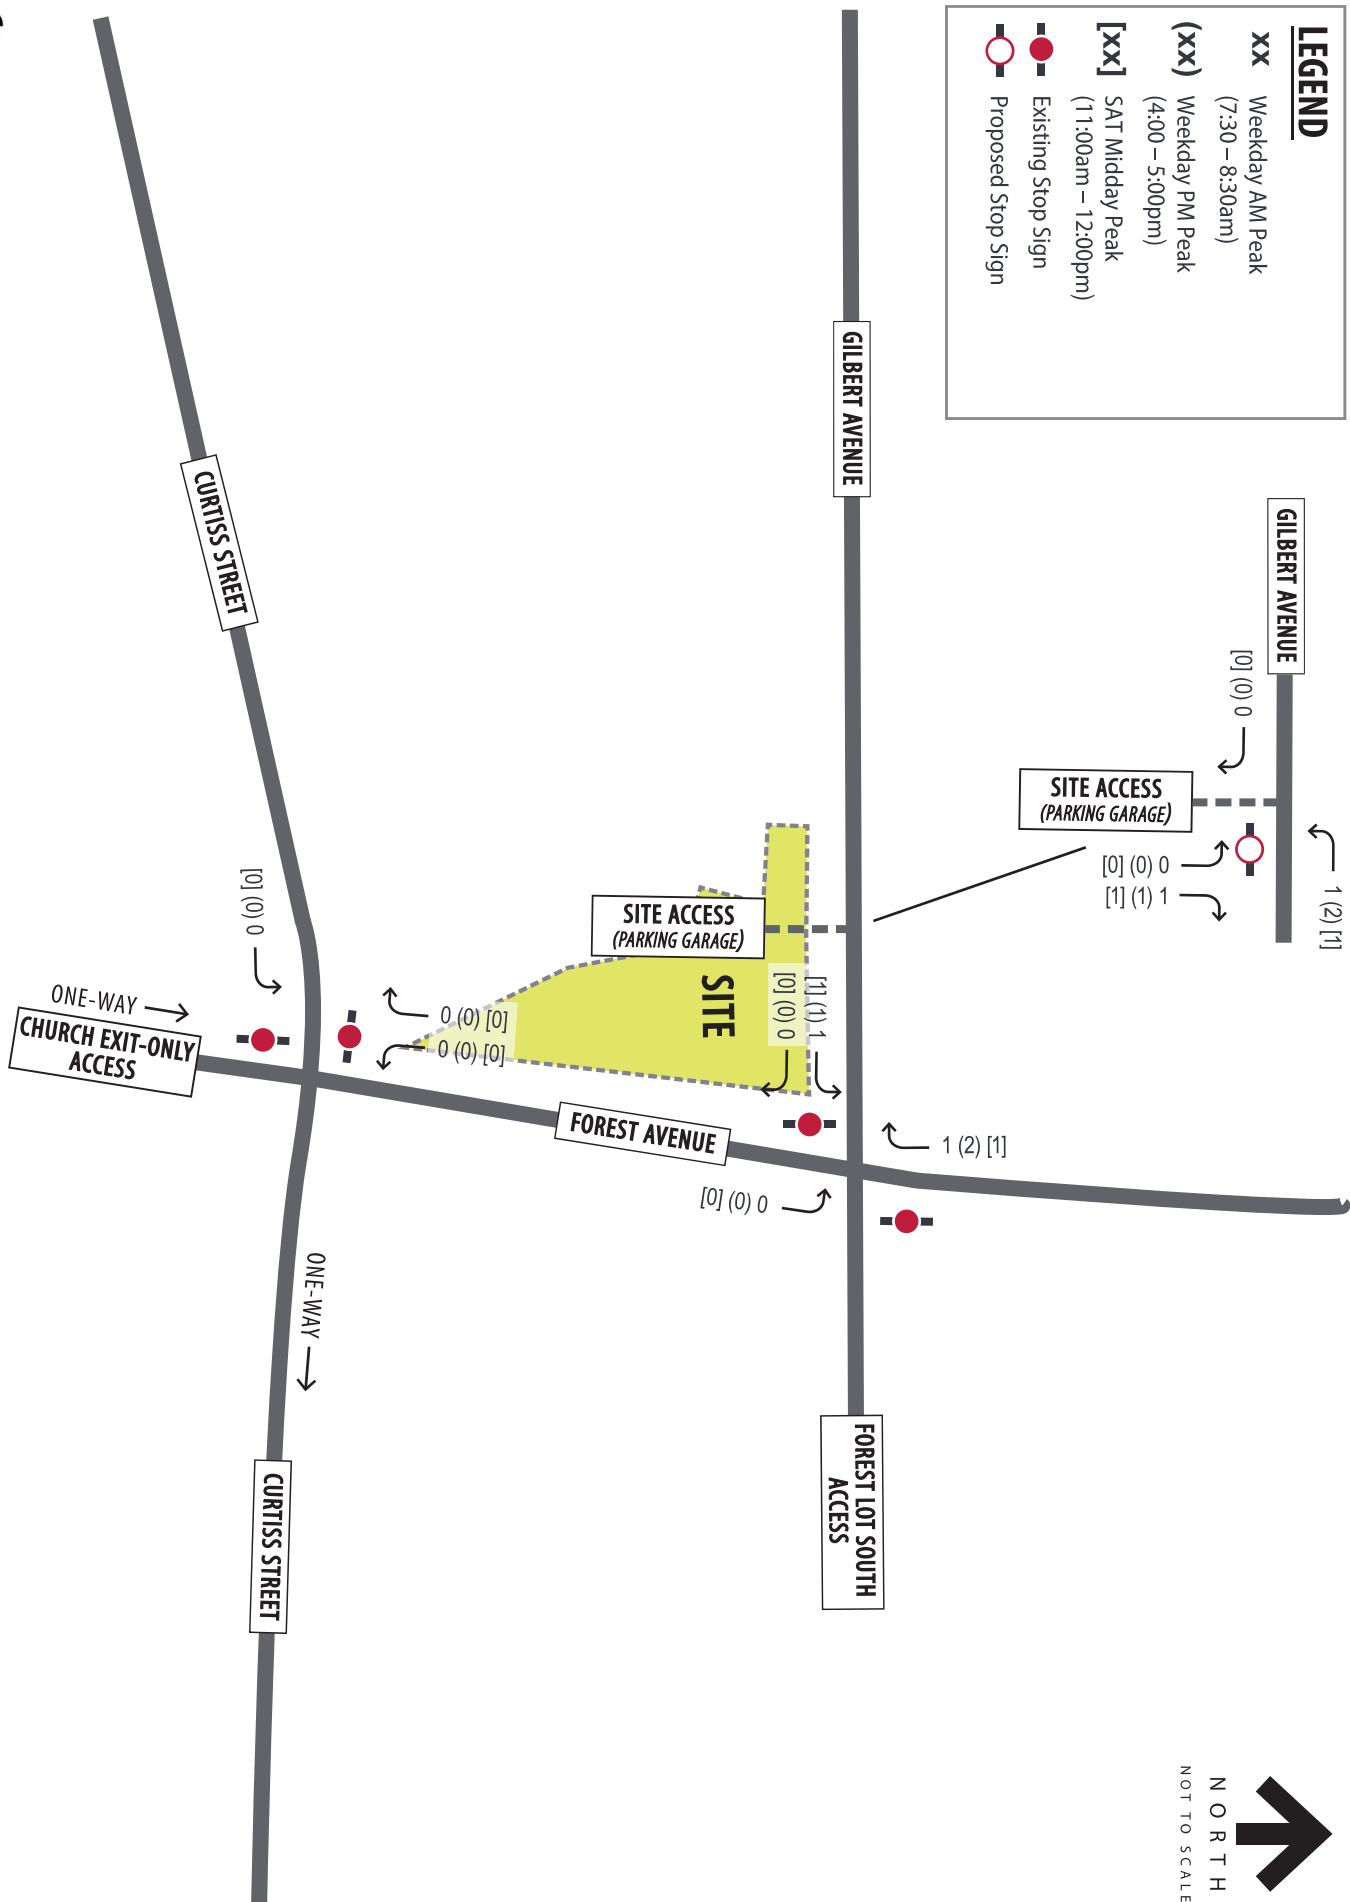 LEGEND
XX Weekday AM Peak
(7:30 – 8:30am)
(XX) Weekday PM Peak
(4:00 – 5:00pm)
[XX] SAT Midday Peak
(11:00am – 12:00pm)
Existing Stop Sign
Proposed Stop Sign
GILBERT AVENUE
[0] (0) 0
SITE ACCESS
(PARKING GARAGE)
[0] (0) 0
[1] (1) 1
1 (2) [1]
GILBERT AVENUE
SITE ACCESS
(PARKING GARAGE)
SITE
[1] (1) 1
[0] (0) 0
1 (2) [1]
[0] (0) 0
FOREST AVENUE
FOREST LOT SOUTH
ACCESS
CURTISS STREET
[0] (0) 0
0 (0) [0]
0 (0) [0]
ONE-WAY
CHURCH EXIT-ONLY
ACCESS
ONE-WAY
CURTISS STREET
NORTH
NOT TO SCALE